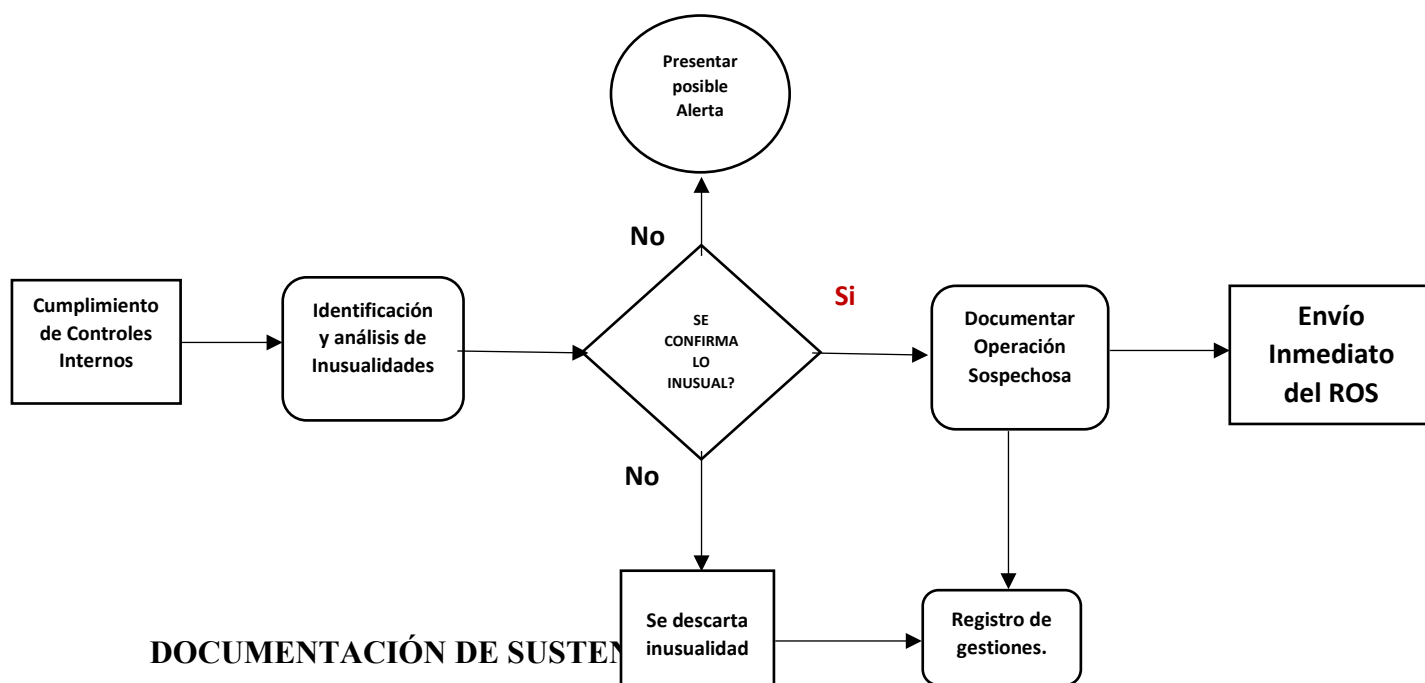 Presentar
posible
Alerta
No
Cumplimiento
de Controles
Internos
Identificación
y análisis de
Inusualidades
SE
CONFIRMA
LO
INUSUAL?
Si
Documentar
Operación
Sospechosa
Envío
Inmediato
del ROS
No
Se descarta
inusualidad
Registro de
gestiones.
DOCUMENTACIÓN DE